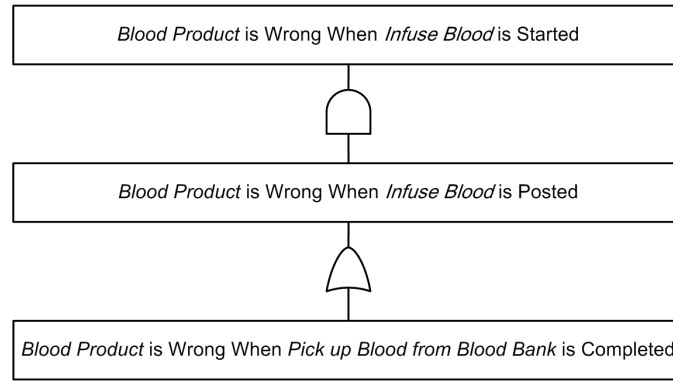 Blood Product is Wrong When Infuse Blood is Started
Blood Product is Wrong When Infuse Blood is Posted
Blood Product is Wrong When Pick up Blood from Blood Bank is Completed